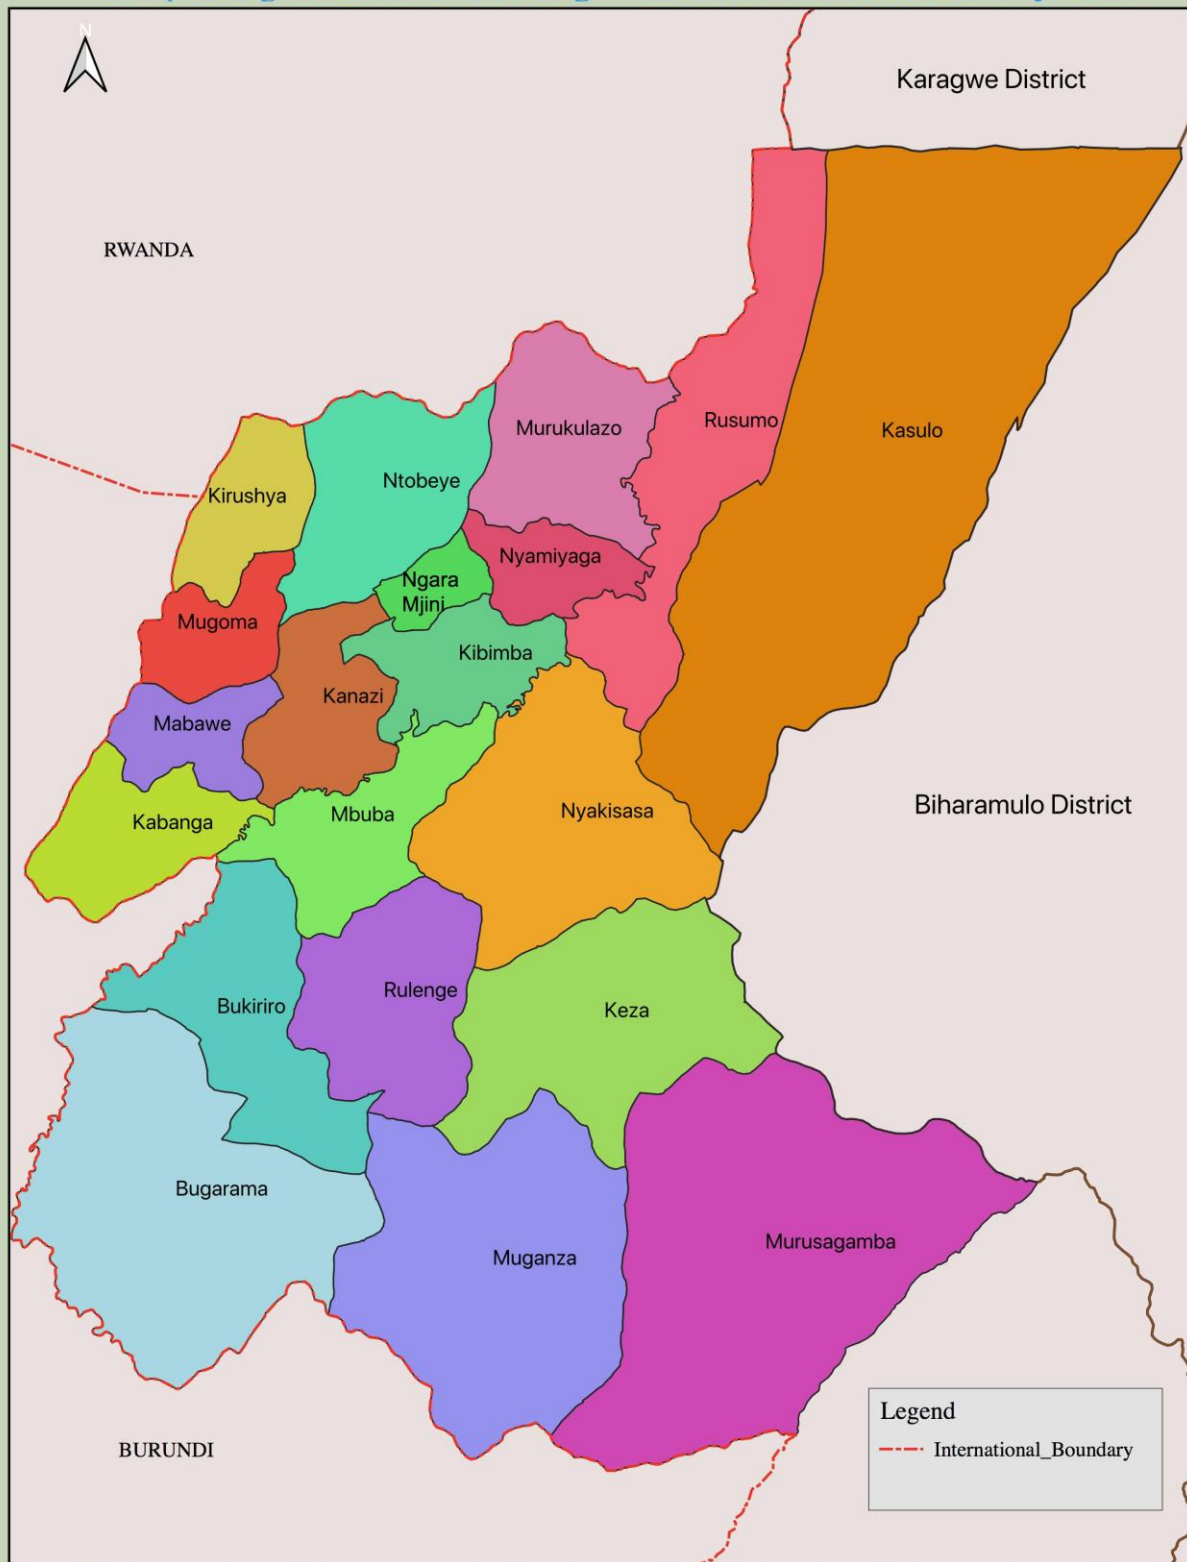 N
Karagwe District
RWANDA
Rusumo
Kasulo
Murukulazo
Ntobeye
Kirushya
Nyamiyaga
Ngara
Mjini
Mugoma
Kibimba
Kanazi
Mabawe
Biharamulo District
Nyakisasa
Mbuba
Kabanga
Rulenge
Bukiriro
Keza
Bugarama
Murusagamba
Muganza
Legend
International_Boundary
BURUNDI